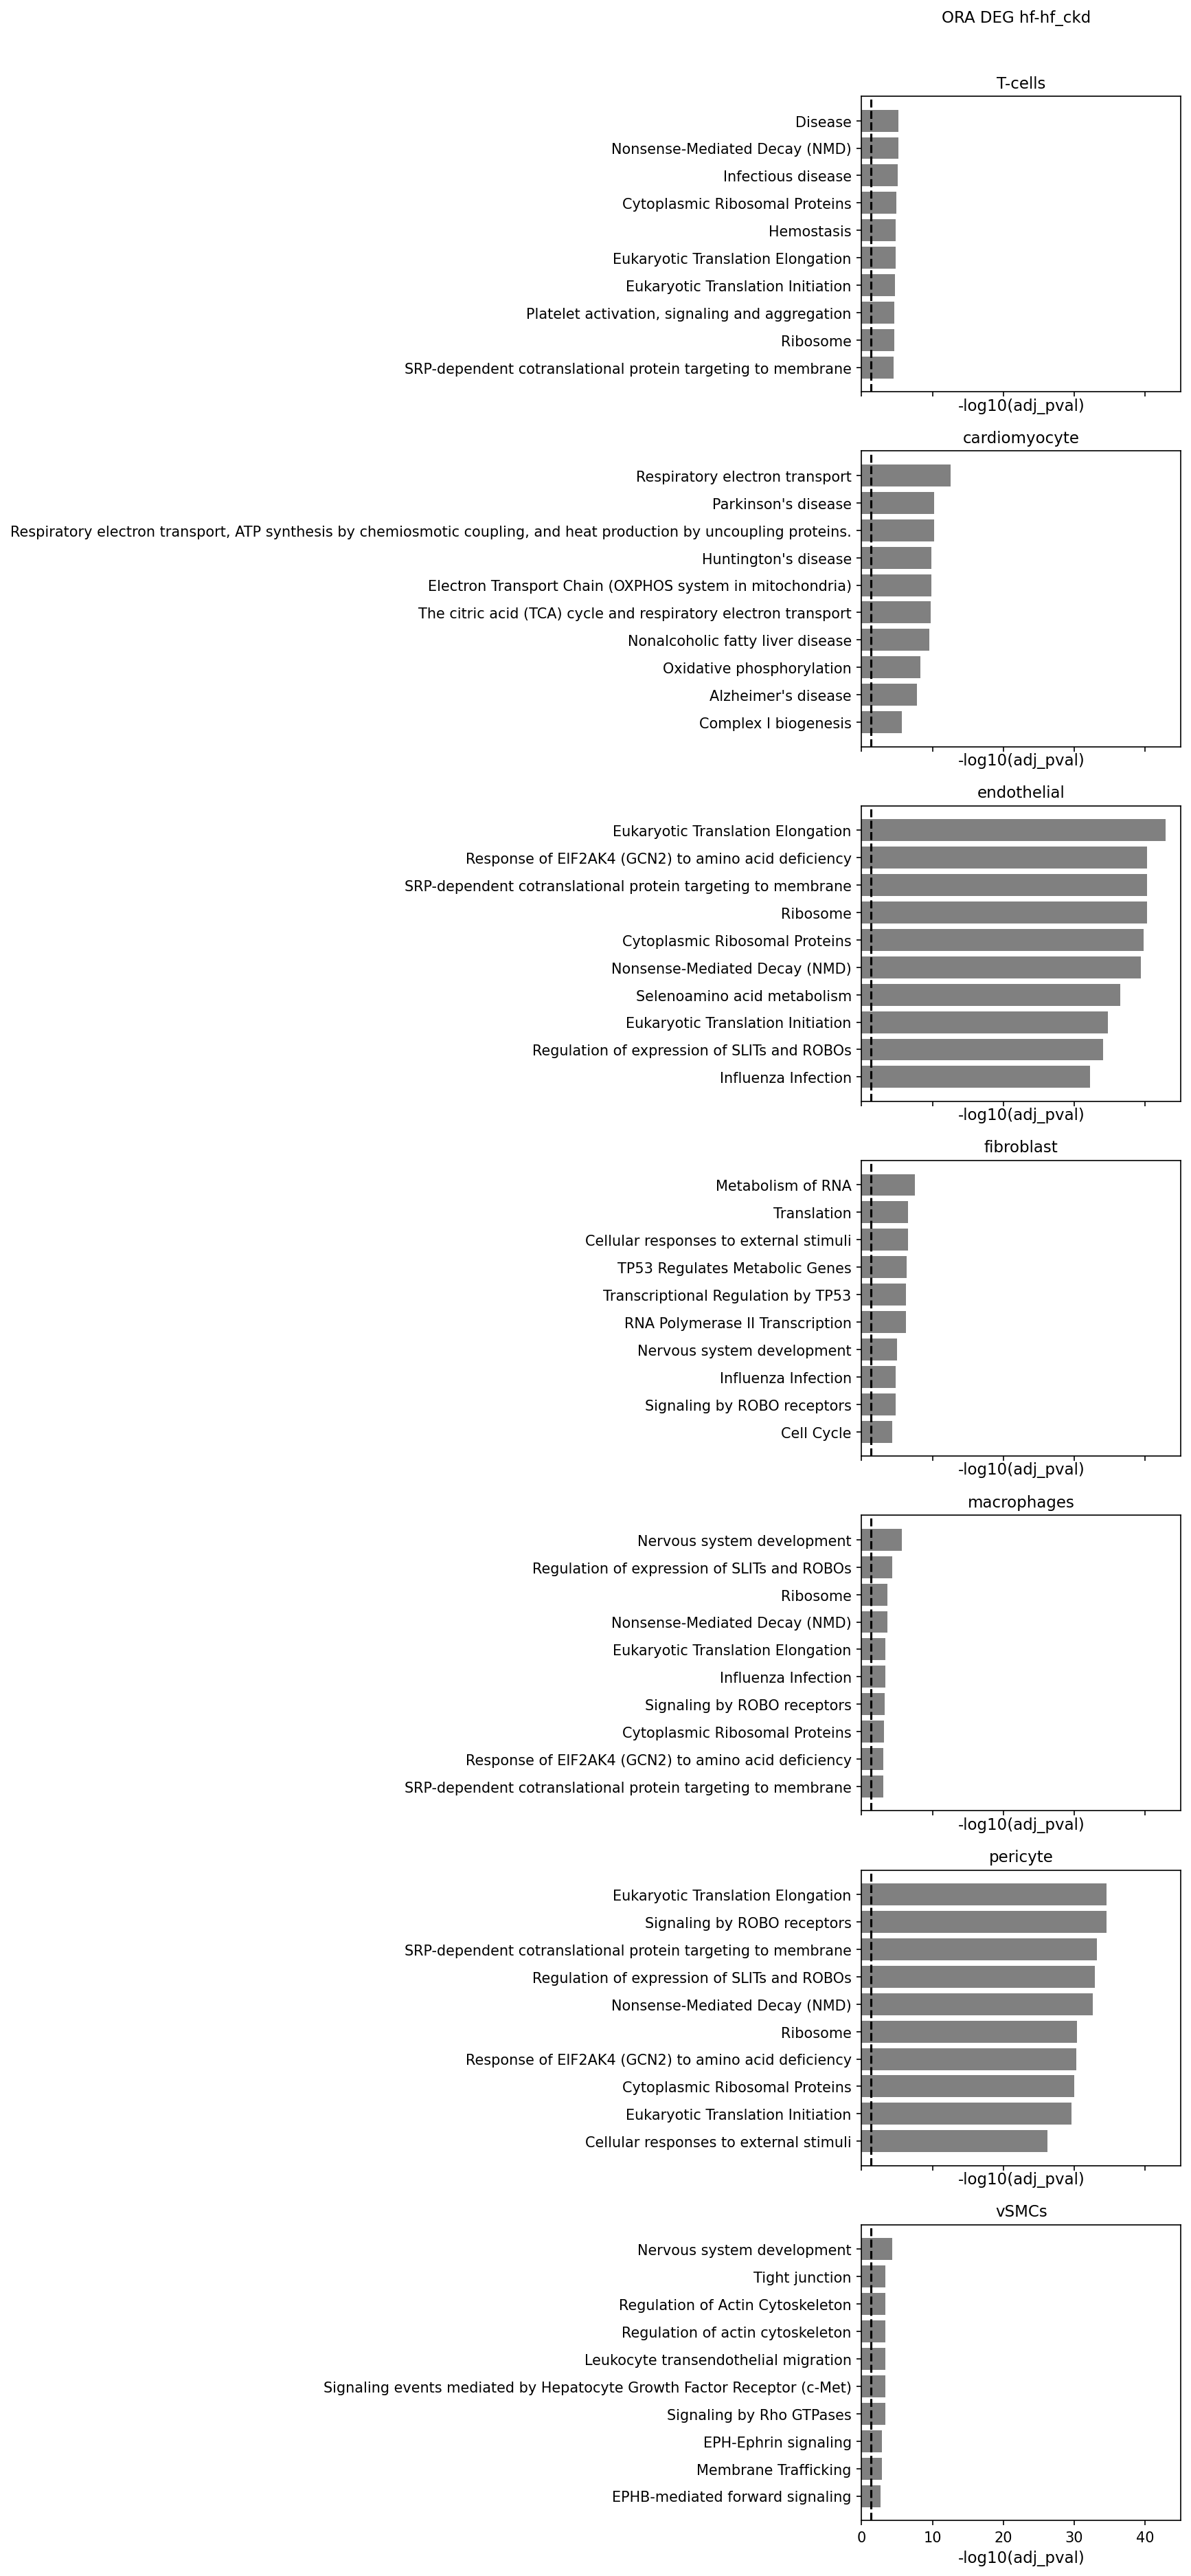 ORA DEG hf-hf_ckd
T-cells
Disease
Nonsense-Mediated Decay (NMD)
Infectious disease
Cytoplasmic Ribosomal Proteins
Hemostasis
Eukaryotic Translation Elongation
Eukaryotic Translation Initiation
Platelet activation, signaling and aggregation
Ribosome
SRP-dependent cotranslational protein targeting to membrane
-log10(adj_pval)
cardiomyocyte
Respiratory electron transport
Parkinson's disease
Respiratory electron transport, ATP synthesis by chemiosmotic coupling, and heat production by uncoupling proteins.
Huntington's disease
Electron Transport Chain (OXPHOS system in mitochondria)
The citric acid (TCA) cycle and respiratory electron transport
Nonalcoholic fatty liver disease
Oxidative phosphorylation
Alzheimer's disease
Complex I biogenesis
-log10(adj_pval)
endothelial
Eukaryotic Translation Elongation
Response of EIF2AK4 (GCN2) to amino acid deficiency
SRP-dependent cotranslational protein targeting to membrane
Ribosome
Cytoplasmic Ribosomal Proteins
Nonsense-Mediated Decay (NMD)
Selenoamino acid metabolism
Eukaryotic Translation Initiation
Regulation of expression of SLITs and ROBOs
Influenza Infection
-log10(adj_pval)
fibroblast
Metabolism of RNA
Translation
Cellular responses to external stimuli
TP53 Regulates Metabolic Genes
Transcriptional Regulation by TP53
RNA Polymerase II Transcription
Nervous system development
Influenza Infection
Signaling by ROBO receptors
Cell Cycle
-log10(adj_pval)
macrophages
Nervous system development
Regulation of expression of SLITs and ROBOs
Ribosome
Nonsense-Mediated Decay (NMD)
Eukaryotic Translation Elongation
Influenza Infection
Signaling by ROBO receptors
Cytoplasmic Ribosomal Proteins
Response of EIF2AK4 (GCN2) to amino acid deficiency
SRP-dependent cotranslational protein targeting to membrane
-log10(adj_pval)
pericyte
Eukaryotic Translation Elongation
Signaling by ROBO receptors
SRP-dependent cotranslational protein targeting to membrane
Regulation of expression of SLITs and ROBOs
Nonsense-Mediated Decay (NMD)
Ribosome
Response of EIF2AK4 (GCN2) to amino acid deficiency
Cytoplasmic Ribosomal Proteins
Eukaryotic Translation Initiation
Cellular responses to external stimuli
-log10(adj_pval)
vSMCs
Nervous system development
Tight junction
Regulation of Actin Cytoskeleton
Regulation of actin cytoskeleton
Leukocyte transendothelial migration
Signaling events mediated by Hepatocyte Growth Factor Receptor (c-Met)
Signaling by Rho GTPases
EPH-Ephrin signaling
Membrane Trafficking
EPHB-mediated forward signaling
0 10 20 30 40
-log10(adj_pval)